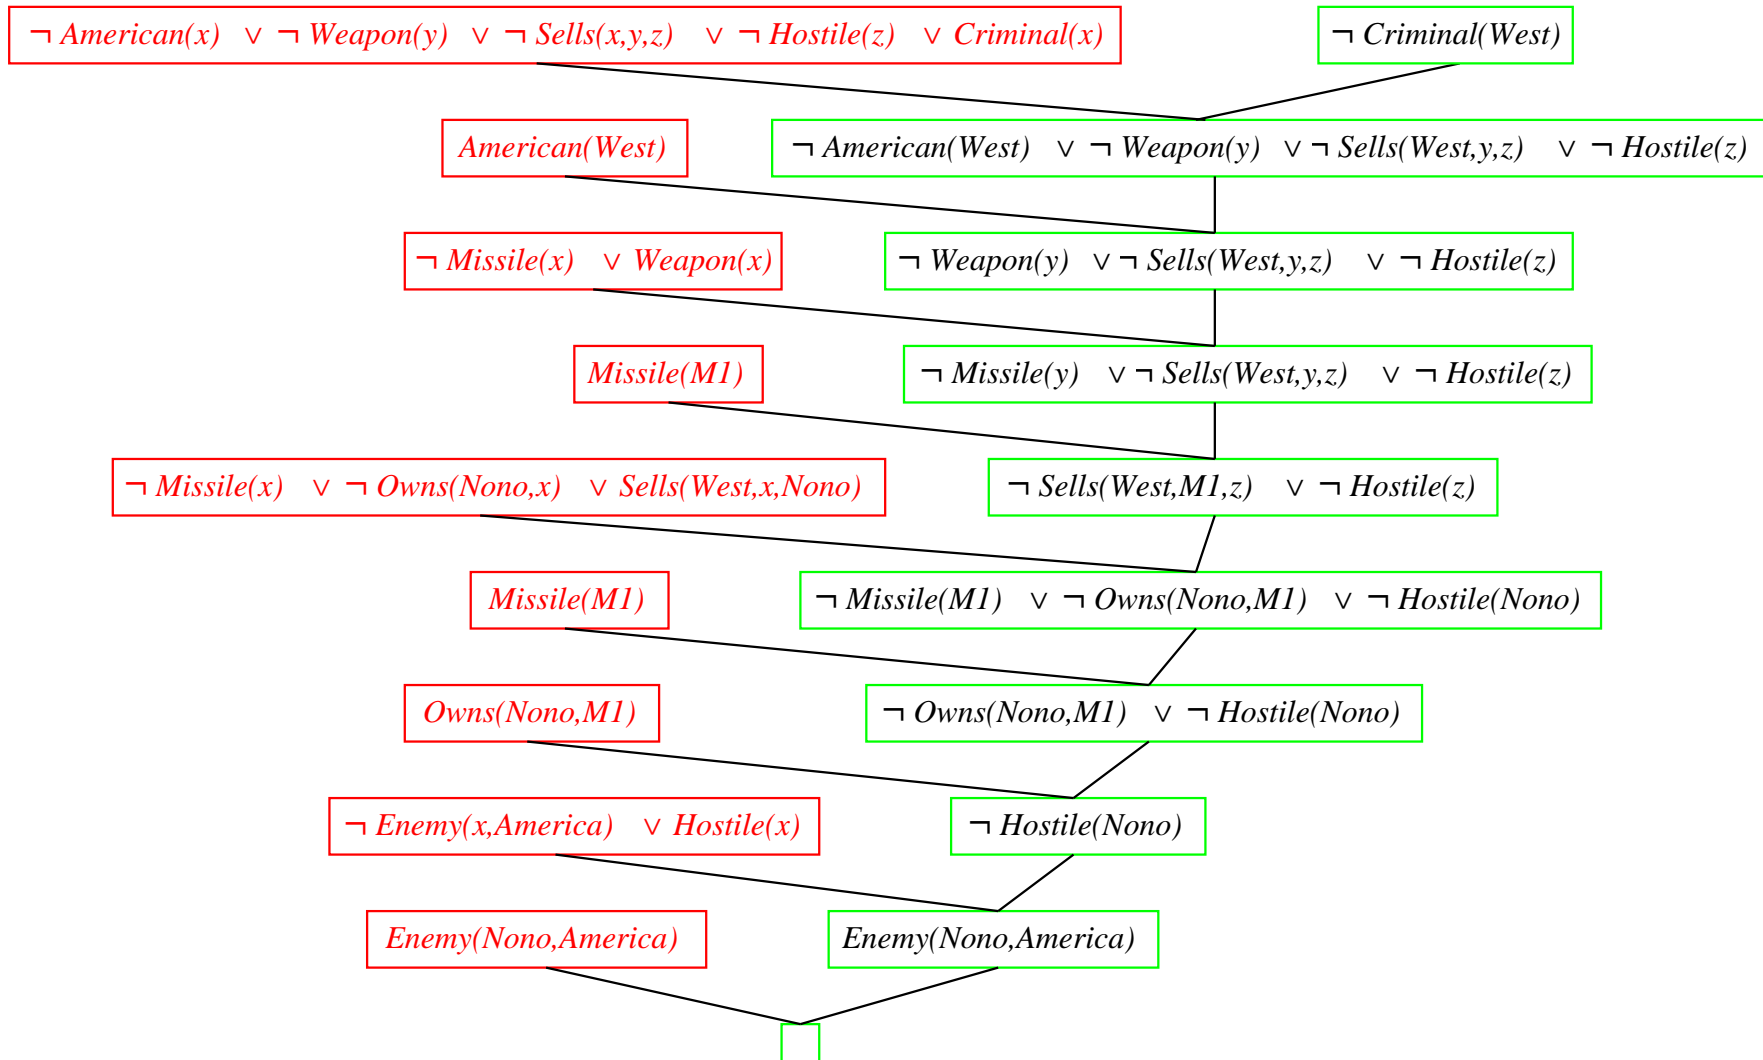 ¬ American(x) ∨ ¬ Weapon(y) ∨ ¬ Sells(x,y,z) ∨ ¬ Hostile(z) ∨ Criminal(x)
¬ Criminal(West)
American(West)
¬ American(West) ∨ ¬ Weapon(y) ∨ ¬ Sells(West,y,z) ∨ ¬ Hostile(z)
¬ Missile(x) ∨ Weapon(x)
¬ Weapon(y) ∨ ¬ Sells(West,y,z) ∨ ¬ Hostile(z)
Missile(M1)
¬ Missile(y) ∨ ¬ Sells(West,y,z) ∨ ¬ Hostile(z)
¬ Missile(x) ∨ ¬ Owns(Nono,x) ∨ Sells(West,x,Nono)
¬ Sells(West,M1,z) ∨ ¬ Hostile(z)
Missile(M1)
¬ Missile(M1) ∨ ¬ Owns(Nono,M1) ∨ ¬ Hostile(Nono)
Owns(Nono,M1)
¬ Owns(Nono,M1) ∨ ¬ Hostile(Nono)
¬ Enemy(x,America) ∨ Hostile(x)
¬ Hostile(Nono)
Enemy(Nono,America)
Enemy(Nono,America)